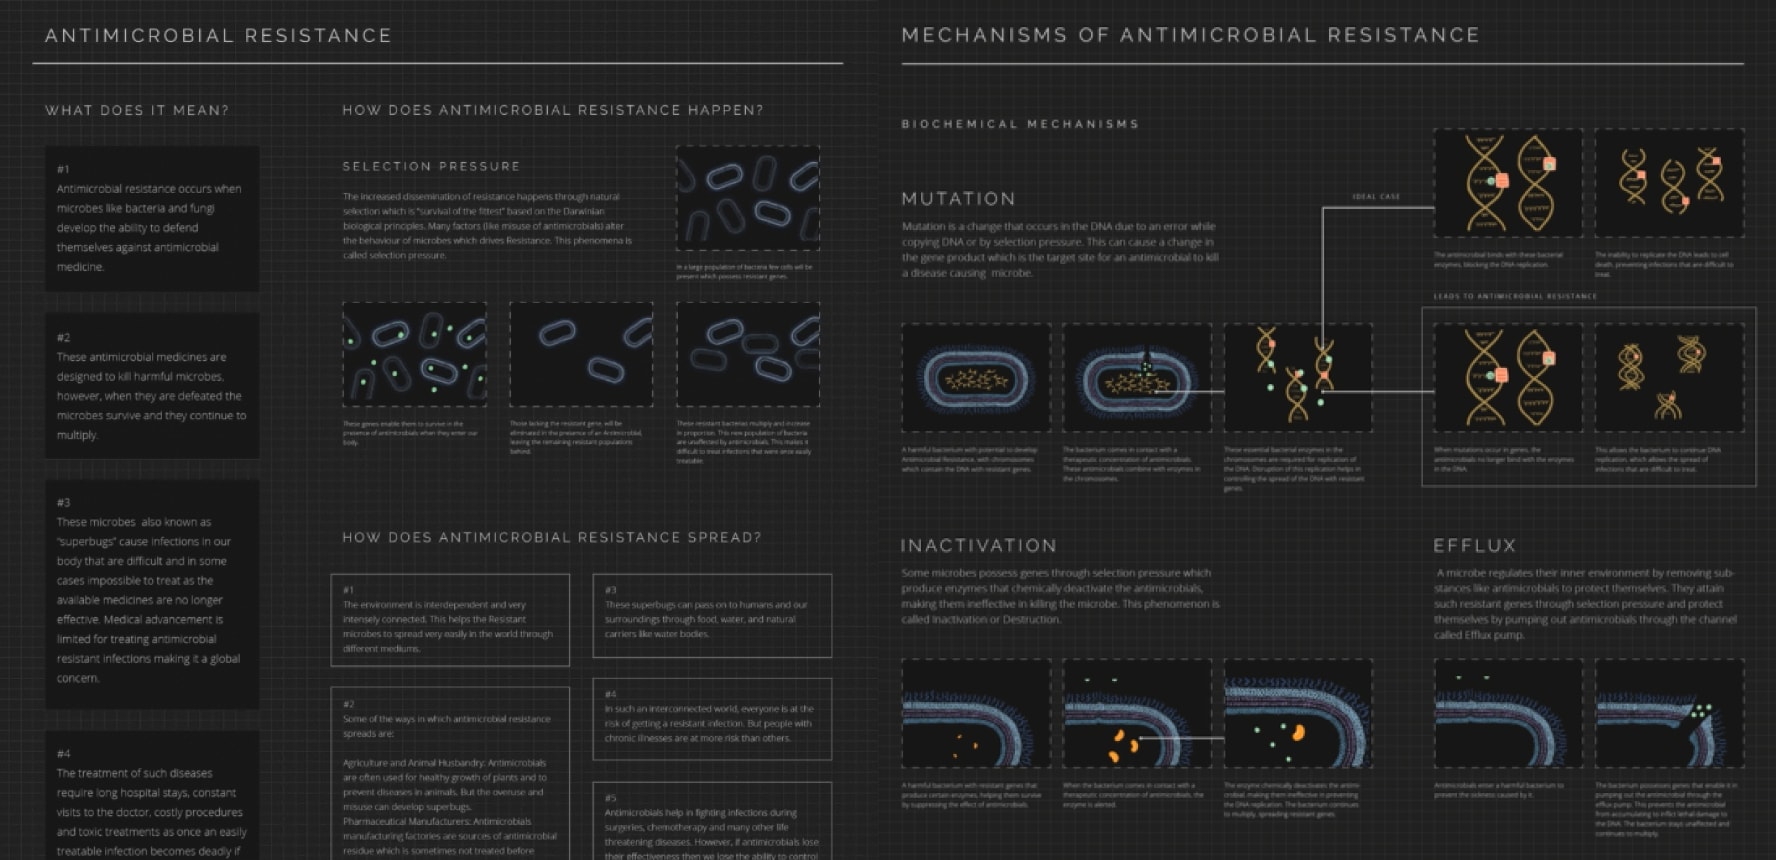 ANTIMICROBIAL RESISTANCE
WHAT DOES IT MEAN?
#1
Antimicrobial resistance occurs when
microbes like bacteria and fungi
develop the ability to defend
themselves against antimicrobial
medicine.
#2
These antimicrobial medicines are
designed to kill harmful microbes,
however, when they are defeated the
microbes survive and they continue to
multiply.
#3
These microbes also known as
"superbugs" cause infections in our
body that are difficult and in some
cases impossible to treat as the
available medicines are no longer
effective. Medical advancement is
limited for treating antimicrobial
resistant infections making it a global
concern.
#4
The treatment of such diseases
require long hospital stays, constant
visits to the doctor, costly procedures
and toxic treatments as once an easily
treatable infection becomes deadly if
HOW DOES ANTIMICROBIAL RESISTANCE HAPPEN?
SELECTION PRESSURE
The increased dissemination of resistance happens through natural
selection which is "survival of the fittest" based on the Darwinian
biological principles. Many factors (like misuse of antimicrobials) alter
the behaviour of microbes which drives Resistance. This phenomena is
called selection pressure.
In a large population of bacteria few cells will be
present which possess resistant genes.
These genes enable them to survive in the
presence of antimicrobials when they enter our
body.
Those lacking the resistant gene, will be
eliminated in the presence of an Antimicrobial,
leaving the remaining resistant populations
behind.
These resistant bacterias multiply and increase
in proportion. This new population of bacteria
are unaffected by antimicrobials. This makes it
difficult to treat infections that were once easily
treatable.
HOW DOES ANTIMICROBIAL RESISTANCE SPREAD?
#1
The environment is interdependent and very
intensely connected. This helps the Resistant
microbes to spread very easily in the world through
different mediums.
#2
Some of the ways in which antimicrobial resistance
spreads are:
Agriculture and Animal Husbandry: Antimicrobials
are often used for healthy growth of plants and to
prevent diseases in animals. But the overuse and
misuse can develop superbugs.
Pharmaceutical Manufacturers: Antimicrobials
manufacturing factories are sources of antimicrobial
residue which is sometimes not treated before
#3
These superbugs can pass on to humans and our
surroundings through food, water, and natural
carriers like water bodies.
#4
In such an interconnected world, everyone is at the
risk of getting a resistant infection. But people with
chronic illnesses are at more risk than others.
#5
Antimicrobials help in fighting infections during
surgeries, chemotherapy and many other life
threatening diseases. However, if antimicrobials lose
their effectiveness then we lose the ability to control
MECHANISMS OF ANTIMICROBIAL RESISTANCE
BIOCHEMICAL MECHANISMS
MUTATION
Mutation is a change that occurs in the DNA due to an error while
copying DNA or by selection pressure. This can cause a change in
the gene product which is the target site for an antimicrobial to kill
a disease causing microbe.
IDEAL CASE
The antimicrobial binds with these bacterial
enzymes, blocking the DNA replication.
The inability to replicate the DNA leads to cell
death, preventing infections that are difficult to
treat.
LEADS TO ANTIMICROBIAL RESISTANCE
A harmful bacterium with potential to develop
Antimicrobial Resistance, with chromosomes
which contain the DNA with resistant genes.
The bacterium comes in contact with a
therapeutic concentration of antimicrobials.
These antimicrobials combine with enzymes in
the chromosomes.
These essential bacterial enzymes in the
chromosomes are required for replication of
the DNA. Disruption of this replication helps in
controlling the spread of the DNA with resistant
genes.
When mutations occur in genes, the
antimicrobials no longer bind with the enzymes
in the DNA.
This allows the bacterium to continue DNA
replication, which allows the spread of
infections that are difficult to treat.
INACTIVATION
Some microbes possess genes through selection pressure which
produce enzymes that chemically deactivate the antimicrobials,
making them ineffective in killing the microbe. This phenomenon is
called Inactivation or Destruction.
A harmful bacterium with resistant genes that
produce certain enzymes, helping them survive
by suppressing the effect of antimicrobials.
When the bacterium comes in contact with a
therapeutic concentration of antimicrobial, the
enzyme is alerted.
The enzyme chemically deactivates the antimi-
crobial, making them ineffective in preventing
the DNA replication. The bacterium continues
to multiply, spreading resistant genes.
EFFLUX
A microbe regulates their inner environment by removing sub-
stances like antimicrobials to protect themselves. They attain
such resistant genes through selection pressure and protect
themselves by pumping out antimicrobials through the channel
called Efflux pump.
Antimicrobials enter a harmful bacterium to
prevent the sickness caused by it.
The bacterium possesses genes that enable it in
pumping out the antimicrobial through the
efflux pump. This prevents the antimicrobial
from accumulating to inflict lethal damage to
the DNA. The bacterium stays unaffected and
continues to multiply.